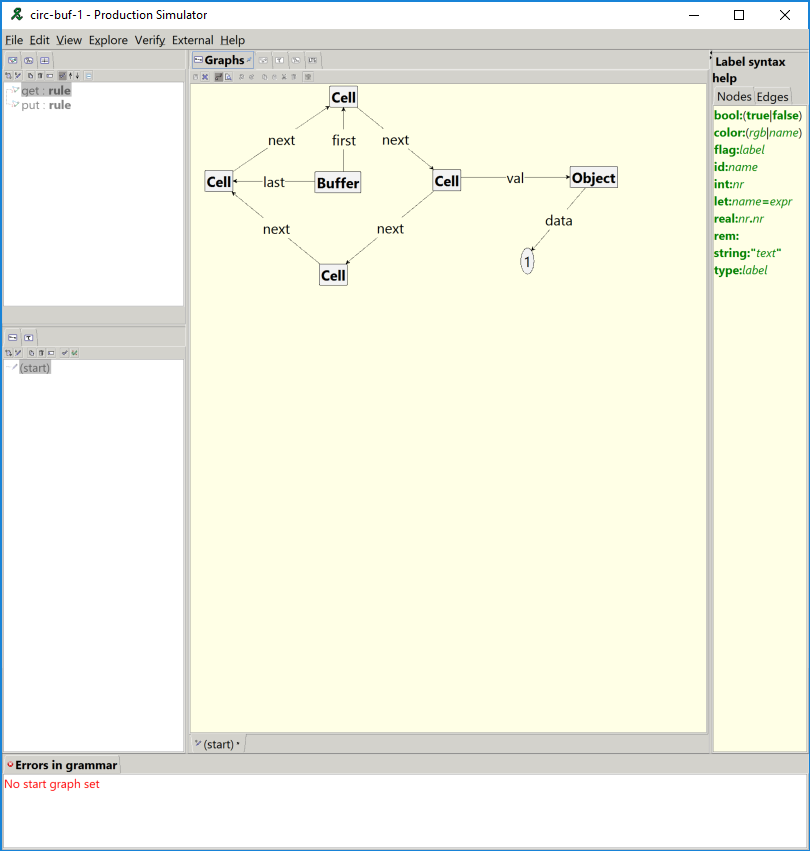 circ-buf-1 - Production Simulator
File Edit View Explore Verify External Help
get : rule
put : rule
(start)
Graphs
Cell
next
first
next
Cell
last
Buffer
Cell
val
Object
next
next
data
Cell
1
(start)
Label syntax
help
Nodes Edges
bool:(true|false)
color:(rgb|name)
flag:label
id:name
int:nr
let:name=expr
real:nr.nr
rem:
string:"text"
type:label
Errors in grammar
No start graph set